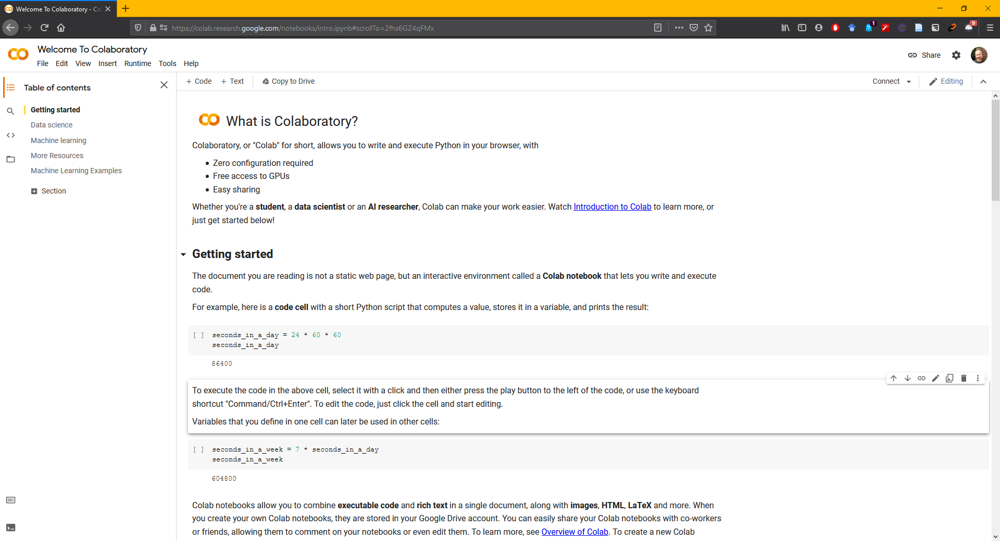 Welcome To Colaboratory - Co
https://colab.research.google.com/notebooks/intro.ipynb#scrollTo=2fhs6GZ4qFMx
1
9
Welcome To Colaboratory
File Edit View Insert Runtime Tools Help
Share
Table of contents
+ Code + Text Copy to Drive
Connect
Editing
Getting started
Data science
Machine learning
More Resources
Machine Learning Examples
Section
What is Colaboratory?
Colaboratory, or "Colab" for short, allows you to write and execute Python in your browser, with
• Zero configuration required
• Free access to GPUs
• Easy sharing
Whether you're a student, a data scientist or an AI researcher, Colab can make your work easier. Watch Introduction to Colab to learn more, or
just get started below!
Getting started
The document you are reading is not a static web page, but an interactive environment called a Colab notebook that lets you write and execute
code.
For example, here is a code cell with a short Python script that computes a value, stores it in a variable, and prints the result:
[ ] seconds_in_a_day = 24 * 60 * 60
seconds_in_a_day
86400
To execute the code in the above cell, select it with a click and then either press the play button to the left of the code, or use the keyboard
shortcut "Command/Ctrl+Enter". To edit the code, just click the cell and start editing.
Variables that you define in one cell can later be used in other cells:
[ ] seconds_in_a_week = 7 * seconds_in_a_day
seconds_in_a_week
604800
Colab notebooks allow you to combine executable code and rich text in a single document, along with images, HTML, LaTeX and more. When
you create your own Colab notebooks, they are stored in your Google Drive account. You can easily share your Colab notebooks with co-workers
or friends, allowing them to comment on your notebooks or even edit them. To learn more, see Overview of Colab. To create a new Colab